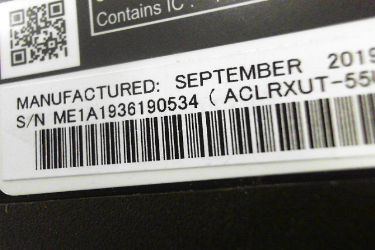 Contains IC :
MANUFACTURED: SEPTEMBER 2019
S/N ME1A1936190534 ( ACLRXUT-55